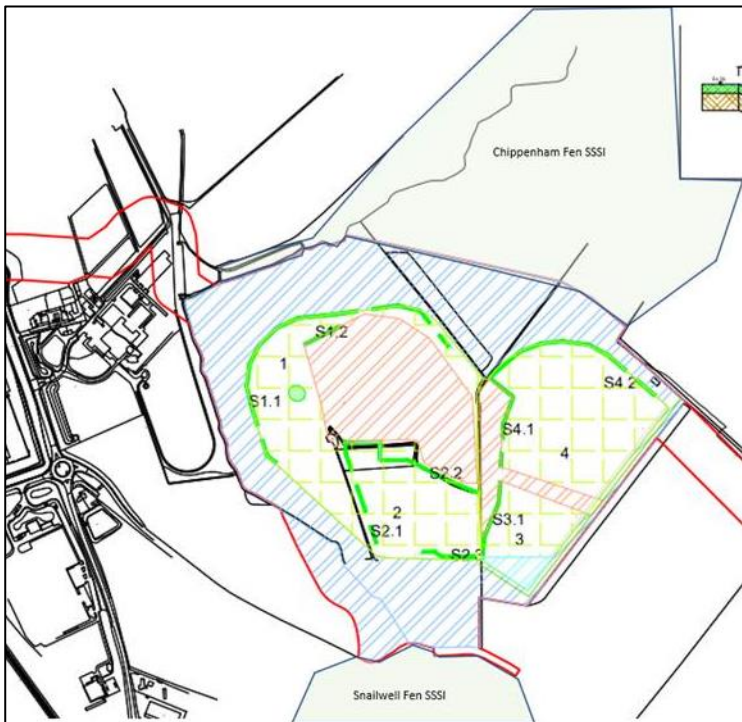 Chippenham Fen SSSI
S1.2
1
S1.1
S4.2
S4.1
4
S2.2
2
S2.1
S3.1
3
S2.3
Snailwell Fen SSSI